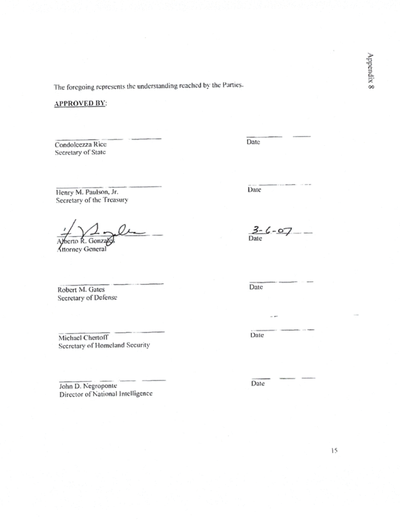 Appendix 8
The foregoing represents the understanding reached by the Parties.
APPROVED BY:
Condoleezza Rice
Secretary of State
Date
Henry M. Paulson, Jr.
Secretary of the Treasury
Date
Alberto R. Gonzales
Attorney General
3-6-07
Date
Robert M. Gates
Secretary of Defense
Date
Michael Chertoff
Secretary of Homeland Security
Date
John D. Negroponte
Director of National Intelligence
Date
15